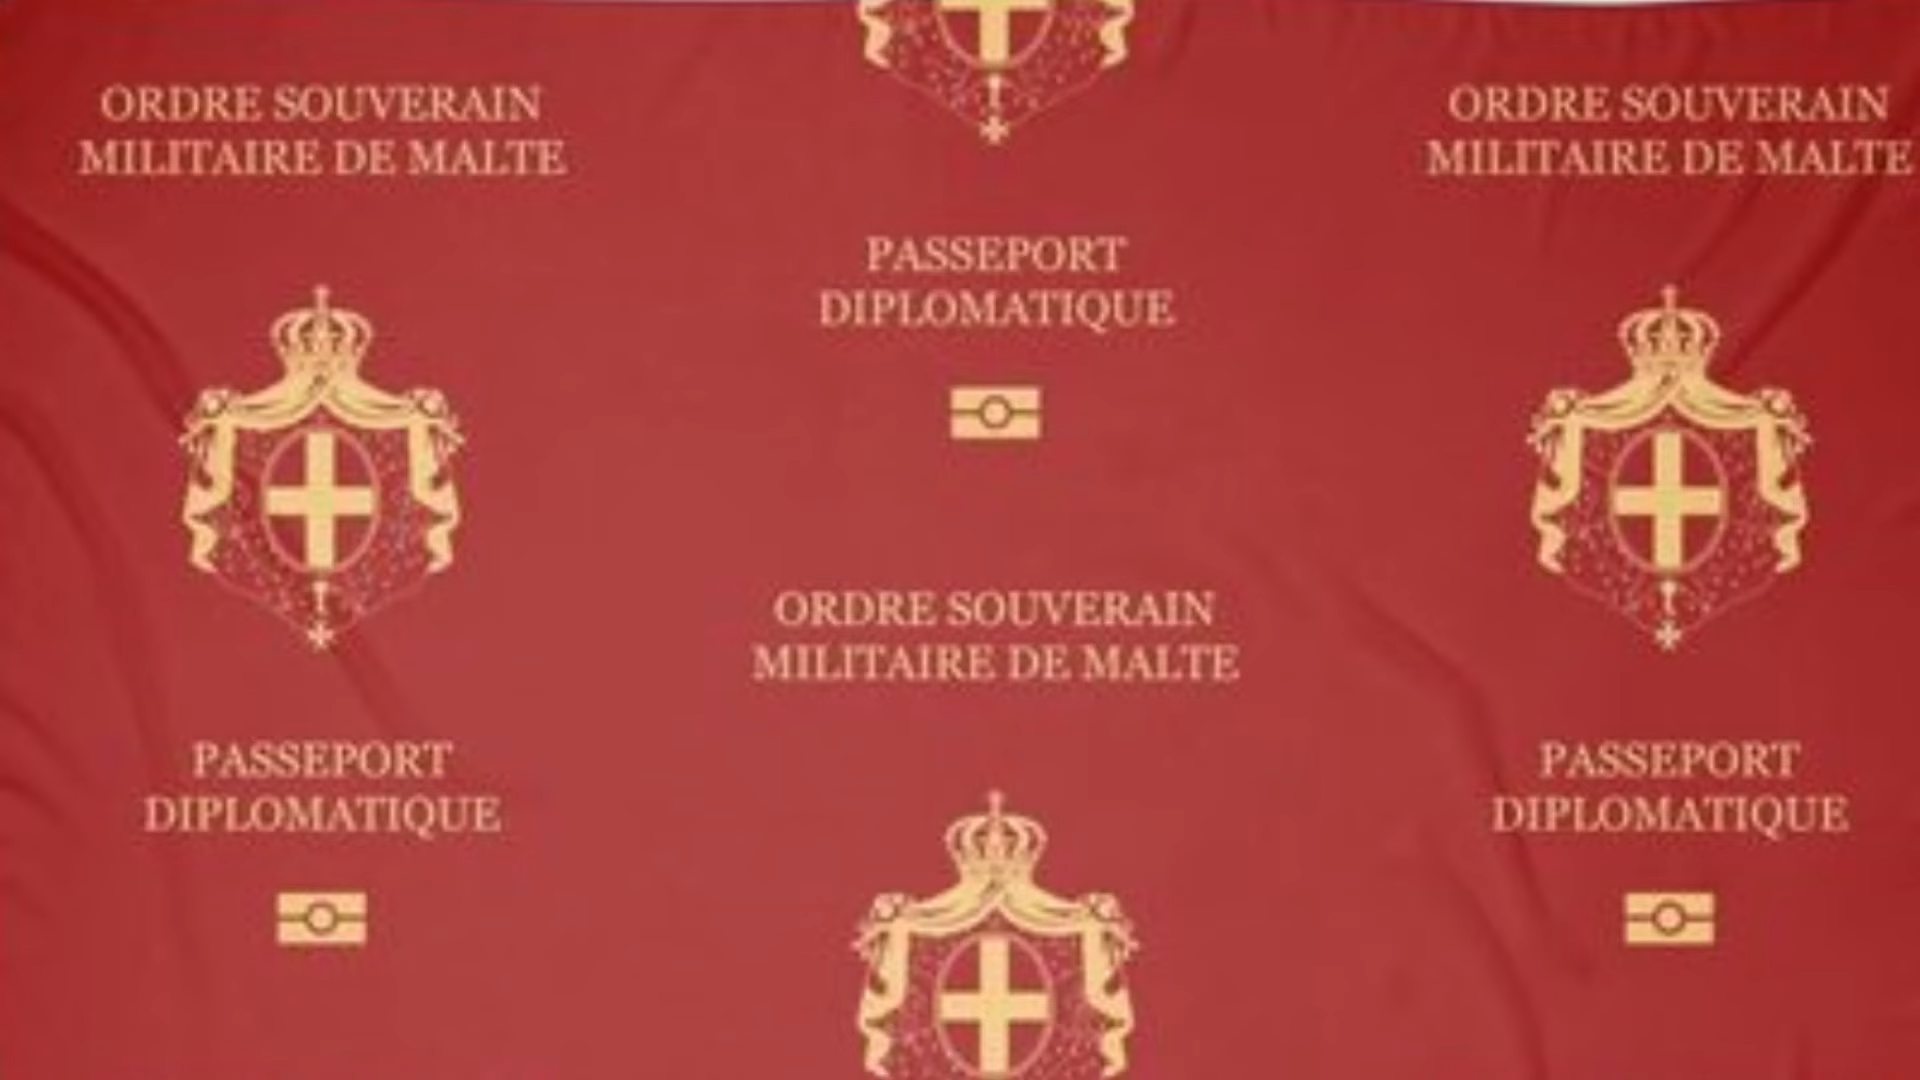 ORDRE SOUVERAIN
MILITAIRE DE MALTE
PASSEPORT
DIPLOMATIQUE
PASSEPORT
DIPLOMATIQUE
ORDRE SOUVERAIN
MILITAIRE DE MALTE
ORDRE SOUVERAIN
MILITAIRE DE MALTE
PASSEPORT
DIPLOMATIQUE